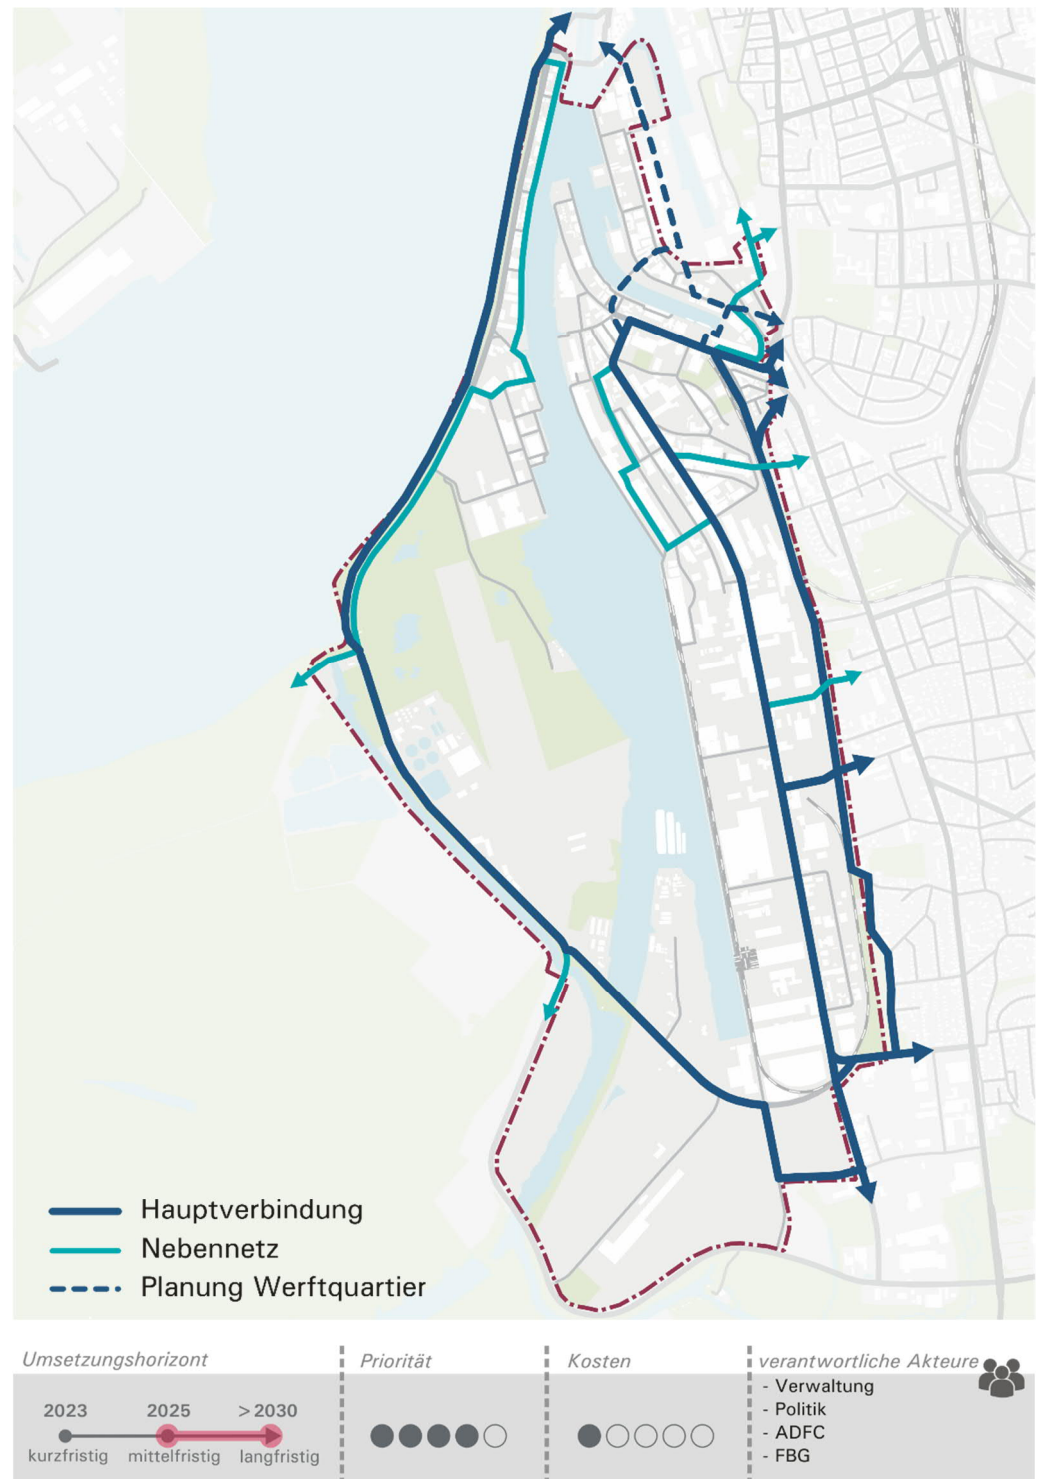 Hauptverbindung
Nebennetz
Planung Werftquartier
Umsetzungshorizont
Priorität
Kosten
verantwortliche Akteure
2023
2025
>2030
kurzfristig
mittelfristig
langfristig
- Verwaltung
- Politik
- ADFC
- FBG